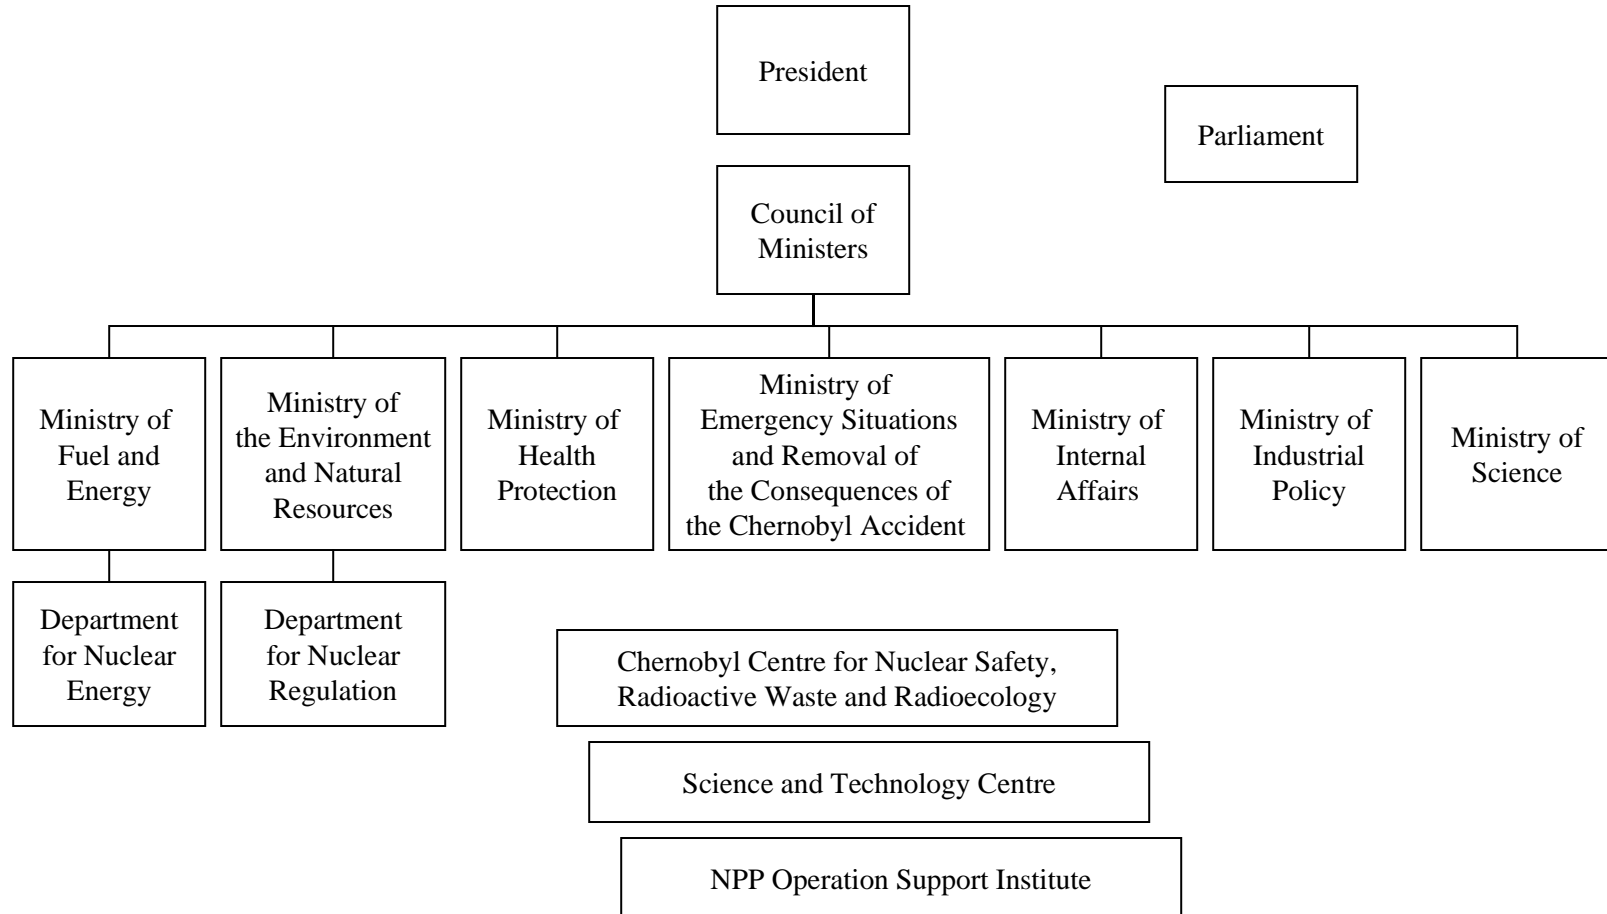 President
Parliament
Council of
Ministers
Ministry of
Fuel and
Energy
Ministry of
the Environment
and Natural
Resources
Ministry of
Health
Protection
Ministry of
Emergency Situations
and Removal of
the Consequences of
the Chernobyl Accident
Ministry of
Internal
Affairs
Ministry of
Industrial
Policy
Ministry of
Science
Department
for Nuclear
Energy
Department
for Nuclear
Regulation
Chernobyl Centre for Nuclear Safety,
Radioactive Waste and Radioecology
Science and Technology Centre
NPP Operation Support Institute